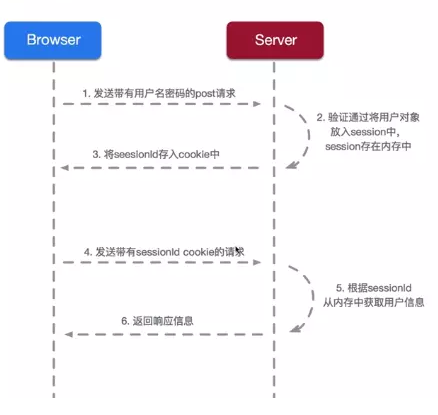 Browser
Server
1. 发送带有用户名密码的post请求
2. 验证通过将用户对象
放入session中,
session存在内存中
3. 将seesionId存入cookie中
4. 发送带有sessionId cookie的请求
5. 根据sessionId
从内存中获取用户信息
6. 返回响应信息